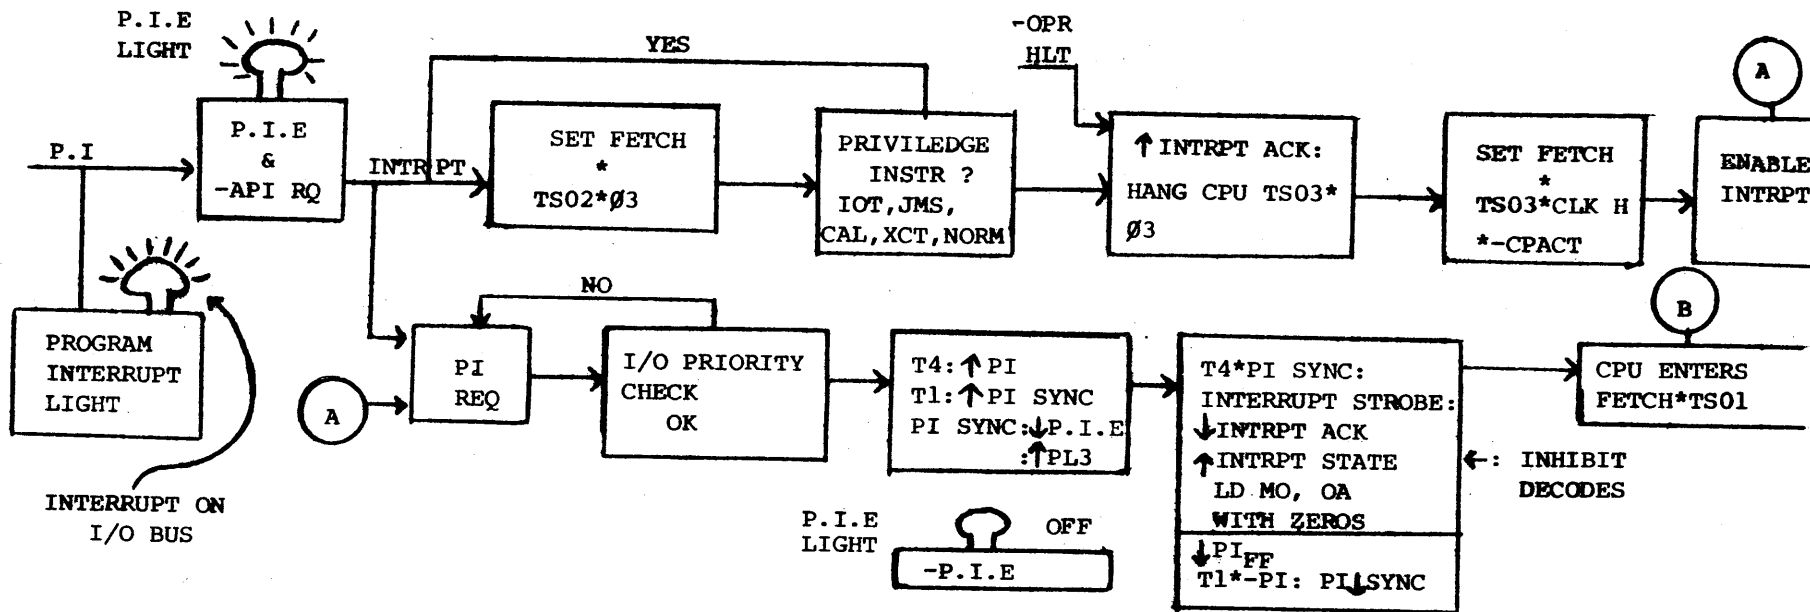 P.I.E
LIGHT
P.I
P.I.E
&
-API RQ
INTRPT
YES
SET FETCH
*
TS02*Ø3
PRIVILEDGE
INSTR ?
IOT,JMS,
CAL,XCT,NORM
-OPR
HLT
↑INTRPT ACK:
HANG CPU TS03*
Ø3
SET FETCH
*
TS03*CLK H
*-CPACT
A
ENABLE
INTRPT
PROGRAM
INTERRUPT
LIGHT
INTERRUPT ON
I/O BUS
A
PI
REQ
NO
I/O PRIORITY
CHECK
OK
T4:↑PI
T1:↑PI SYNC
PI SYNC:↓P.I.E
:↑PL3
P.I.E
LIGHT
OFF
-P.I.E
T4*PI SYNC:
INTERRUPT STROBE:
↓INTRPT ACK
↑INTRPT STATE
LD MO, OA
WITH ZEROS
↓PIFF
T1*-PI: PI↓SYNC
←: INHIBIT
DECODES
B
CPU ENTERS
FETCH*TS01